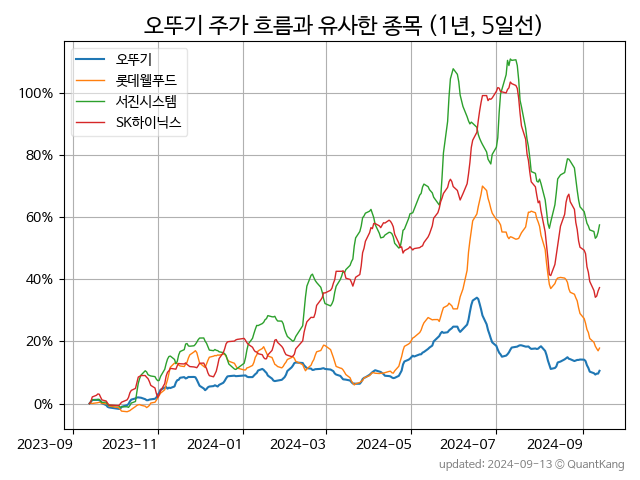 오뚜기 주가 흐름과 유사한 종목 (1년, 5일선)
오뚜기
롯데웰푸드
서진시스템
SK하이닉스
100%
80%
60%
40%
20%
0%
2023-09 2023-11 2024-01 2024-03 2024-05 2024-07 2024-09
updated: 2024-09-13 © QuantKang